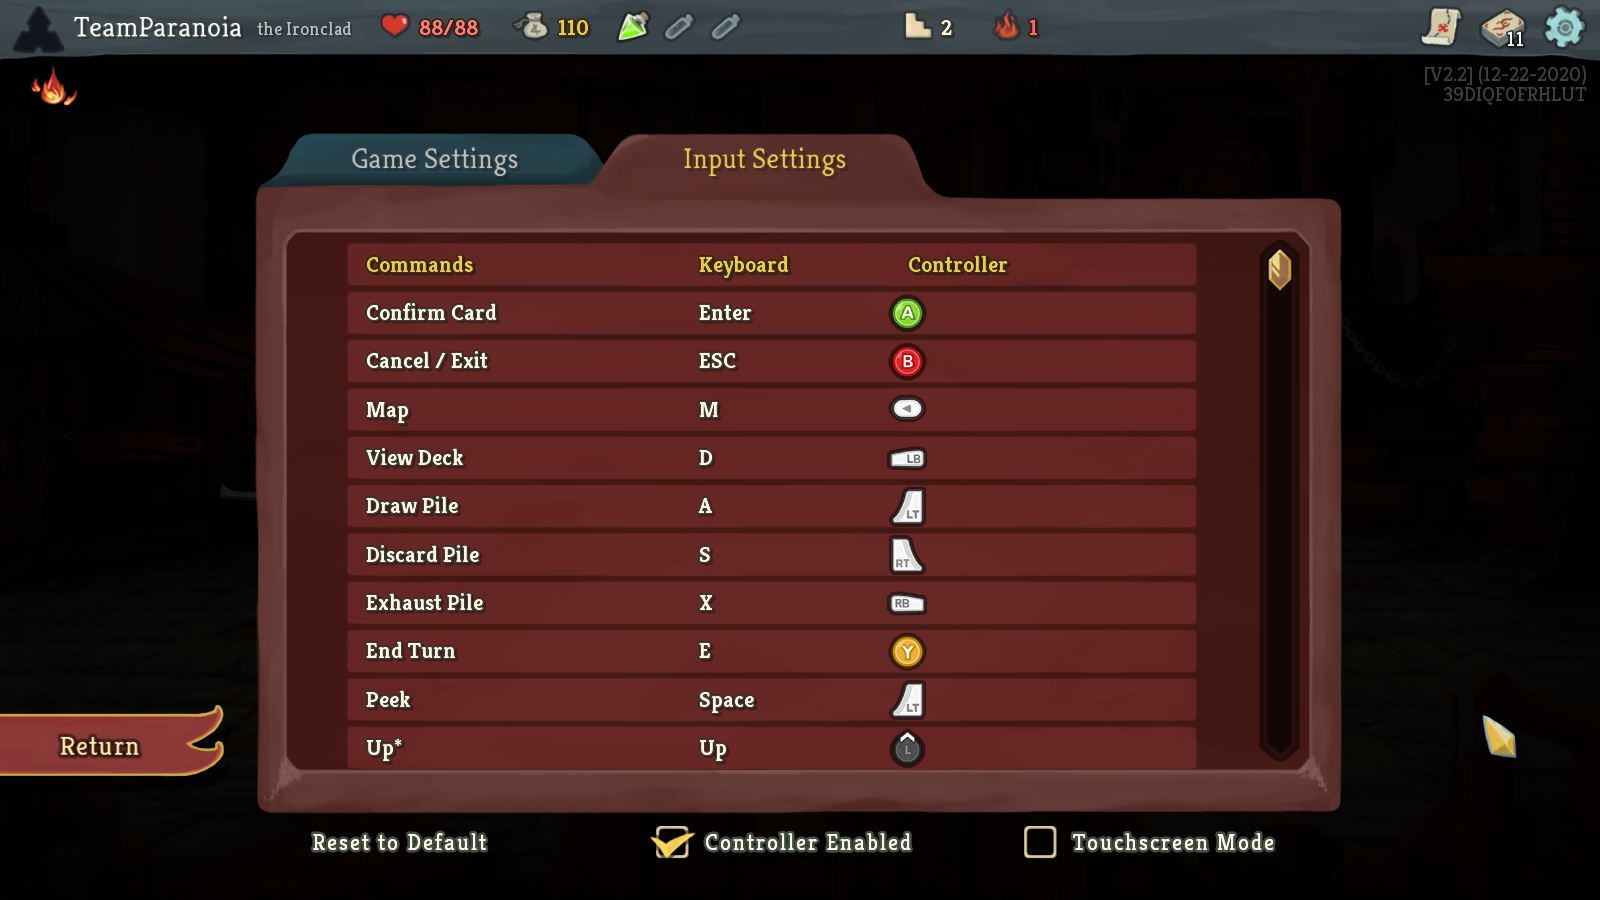 TeamParanoia the Ironclad 88/88 110 2 1 11
[V2.2] (12-22-2020)
39DIQFOFRHLUT
Game Settings Input Settings
Commands Keyboard Controller
Confirm Card Enter A
Cancel / Exit ESC B
Map M
View Deck D LB
Draw Pile A LT
Discard Pile S RT
Exhaust Pile X RB
End Turn E Y
Peek Space LT
Up* Up L
Return
Reset to Default Controller Enabled Touchscreen Mode